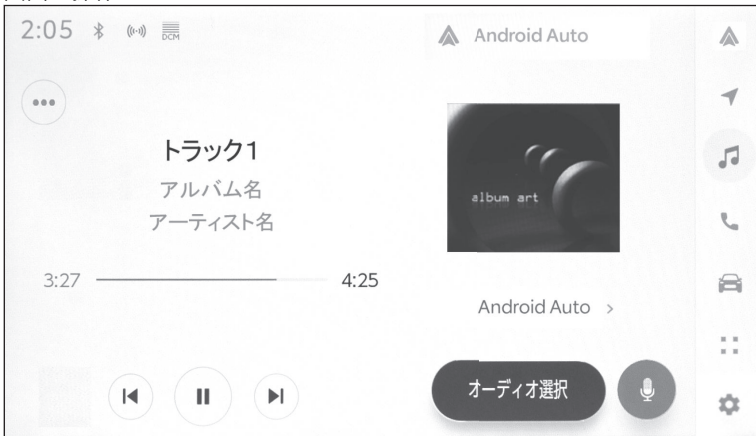 2:05
DCM
Android Auto
トラック1
アルバム名
アーティスト名
3:27
4:25
album art
Android Auto
オーディオ選択